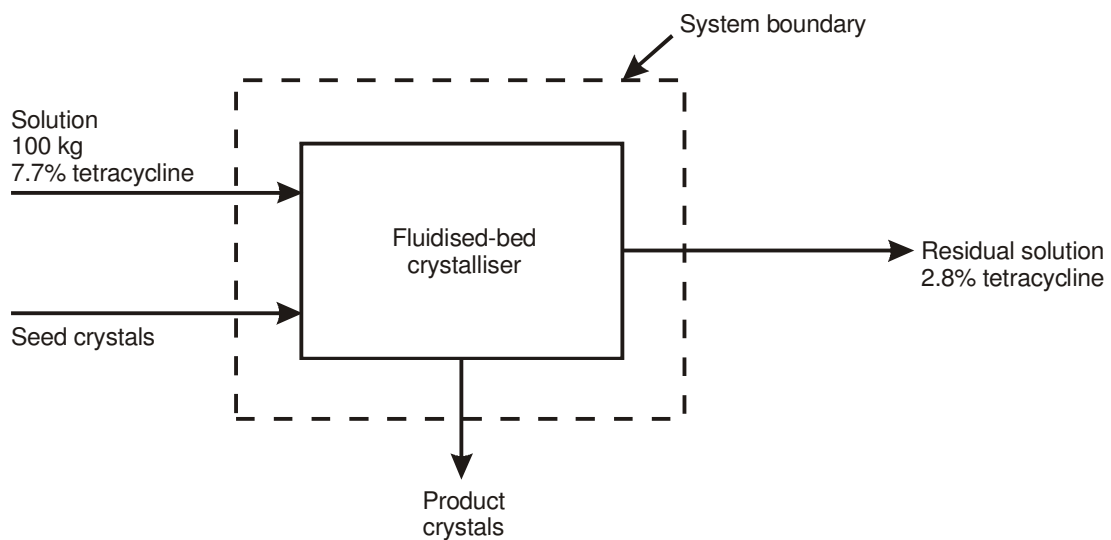 System boundary
Solution
100 kg
7.7% tetracycline
Fluidised-bed
crystalliser
Residual solution
2.8% tetracycline
Seed crystals
Product
crystals